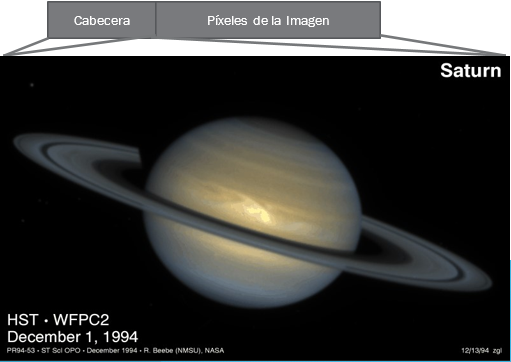 Cabecera
Píxeles de la Imagen
Saturn
HST • WFPC2
December 1, 1994
PR94-53 • ST ScI OPO • December 1994 • R. Beebe (NMSU), NASA
12/13/94 zgl